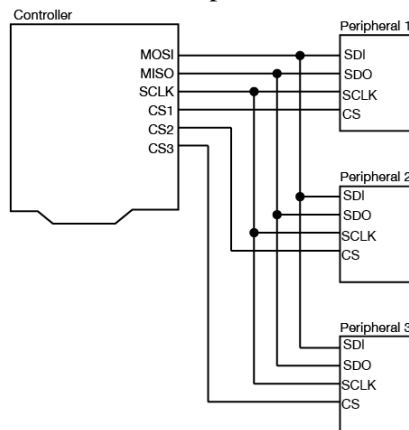 Controller
MOSI
MISO
SCLK
CS1
CS2
CS3
Peripheral 1
SDI
SDO
SCLK
CS
Peripheral 2
SDI
SDO
SCLK
CS
Peripheral 3
SDI
SDO
SCLK
CS